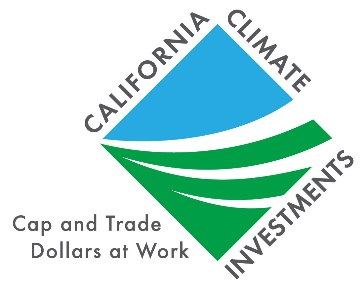 CALIFORNIA
CLIMATE
INVESTMENTS
Cap and Trade
Dollars at Work